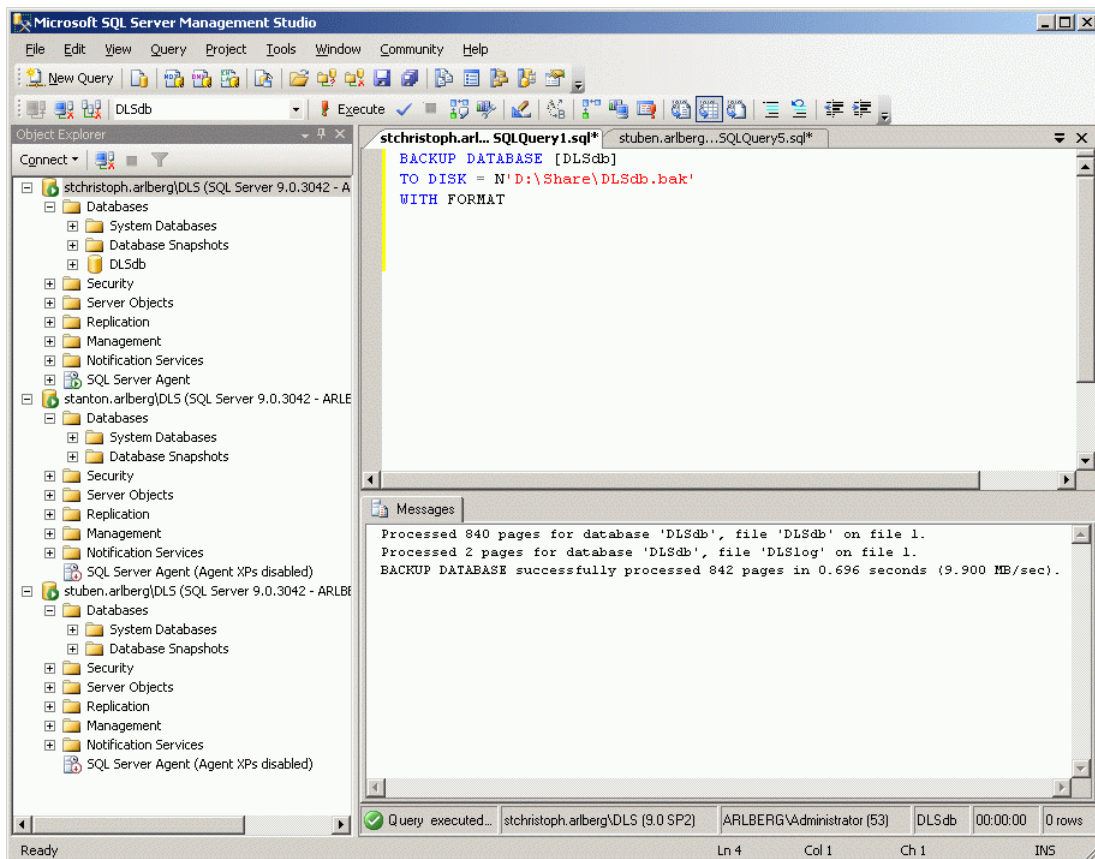 Microsoft SQL Server Management Studio
File Edit View Query Project Tools Window Community Help
New Query
DLSdb Execute
Object Explorer
Connect
stchristoph.arlberg\DLS (SQL Server 9.0.3042 - A
Databases
System Databases
Database Snapshots
DLSdb
Security
Server Objects
Replication
Management
Notification Services
SQL Server Agent
stanton.arlberg\DLS (SQL Server 9.0.3042 - ARLE
Databases
System Databases
Database Snapshots
Security
Server Objects
Replication
Management
Notification Services
SQL Server Agent (Agent XPs disabled)
stuben.arlberg\DLS (SQL Server 9.0.3042 - ARLBE
Databases
System Databases
Database Snapshots
Security
Server Objects
Replication
Management
Notification Services
SQL Server Agent (Agent XPs disabled)
stchristoph.arl... SQLQuery1.sql* stuben.arlberg...SQLQuery5.sql*
BACKUP DATABASE [DLSdb]
TO DISK = N'D:\Share\DLSdb.bak'
WITH FORMAT
Messages
Processed 840 pages for database 'DLSdb', file 'DLSdb' on file 1.
Processed 2 pages for database 'DLSdb', file 'DLSlog' on file 1.
BACKUP DATABASE successfully processed 842 pages in 0.696 seconds (9.900 MB/sec).
Query executed... stchristoph.arlberg\DLS (9.0 SP2) ARLBERG\Administrator (53) DLSdb 00:00:00 0 rows
Ready Ln 4 Col 1 Ch 1 INS